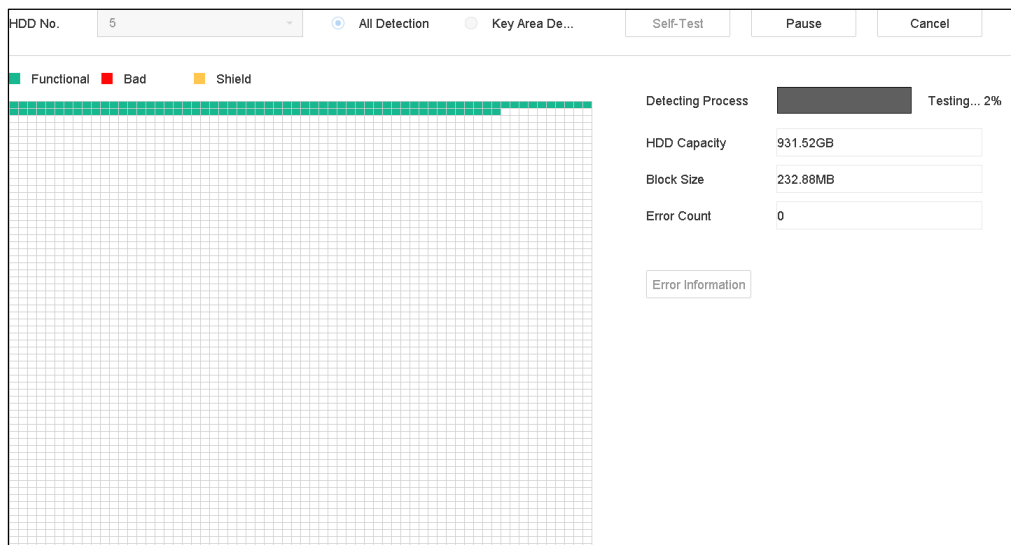 HDD No. 5 All Detection Key Area De... Self-Test Pause Cancel
Functional Bad Shield
Detecting Process Testing... 2%
HDD Capacity 931.52GB
Block Size 232.88MB
Error Count 0
Error Information